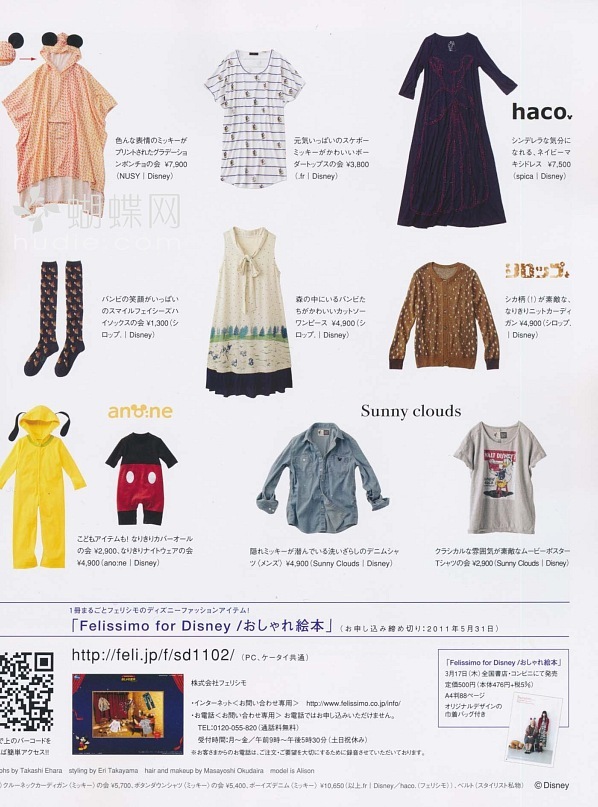 haco.
色んな表情のミッキーが
プリントされたグラデーショ
ンポンチョの会 ¥7,900
(NUSY | Disney)
元気いっぱいのスケボー
ミッキーがかわいいボー
ダートップスの会 ¥3,800
(.fr | Disney)
シンデレラな気分に
なれる、ネイビーマ
キシドレス ¥7,500
(spica | Disney)
蝴蝶网
hudie.com
シロップ.
バンビの笑顔がいっぱい
のスマイルフェイシーズハ
イソックスの会 ¥1,300(シ
ロップ. | Disney)
森の中にいるバンビた
ちがかわいいカットソー
ワンピース ¥4,900(シ
ロップ. | Disney)
シカ柄(!)が素敵な、
なりきりニットカーディ
ガン ¥4,900(シロップ.
| Disney)
ano:ne
Sunny clouds
こどもアイテムも! なりきりカバーオール
の会 ¥2,900、なりきりナイトウェアの会
¥4,900(ano:ne | Disney)
隠れミッキーが潜んでいる洗いざらしのデニムシャ
ツ(メンズ) ¥4,900(Sunny Clouds | Disney)
クラシカルな雰囲気が素敵なムービーポスター
Tシャツの会 ¥2,900(Sunny Clouds | Disney)
WALT DISNEY
1冊まるごとフェリシモのディズニーファッションアイテム!
「Felissimo for Disney /おしゃれ絵本」(お申し込み締め切り:2011年5月31日)
http://feli.jp/f/sd1102/(PC、ケータイ共通)
株式会社フェリシモ
・インターネット<お問い合わせ専用> http://www.felissimo.co.jp/info/
・お電話<お問い合わせ専用> お電話ではお申し込みいただけません。
TEL:0120-055-820(通話料無料)
受付時間:月〜金／午前9時〜午後5時30分(土日祝休み)
※お客さまからのお電話は、ご注文・ご要望を大切にするために録音させていただいております。
「Felissimo for Disney /おしゃれ絵本」
3月17日(木)全国書店・コンビニにて発売
定価500円(本体476円+税5%)
A4判88ページ
オリジナルデザインの
巾着バッグ付き
で上のバーコードを
ば簡単アクセス!!
phs by Takashi Ehara styling by Eri Takayama hair and makeup by Masayoshi Okudaira model is Alison
)クルーネックカーディガン(ミッキー)の会 ¥5,700、ボタンダウンシャツ(ミッキー)の会 ¥5,400、ボーイズデニム(ミッキー) ¥10,650(以上.fr | Disney／haco.〈フェリシモ〉)、ベルト(スタイリスト私物)
©Disney